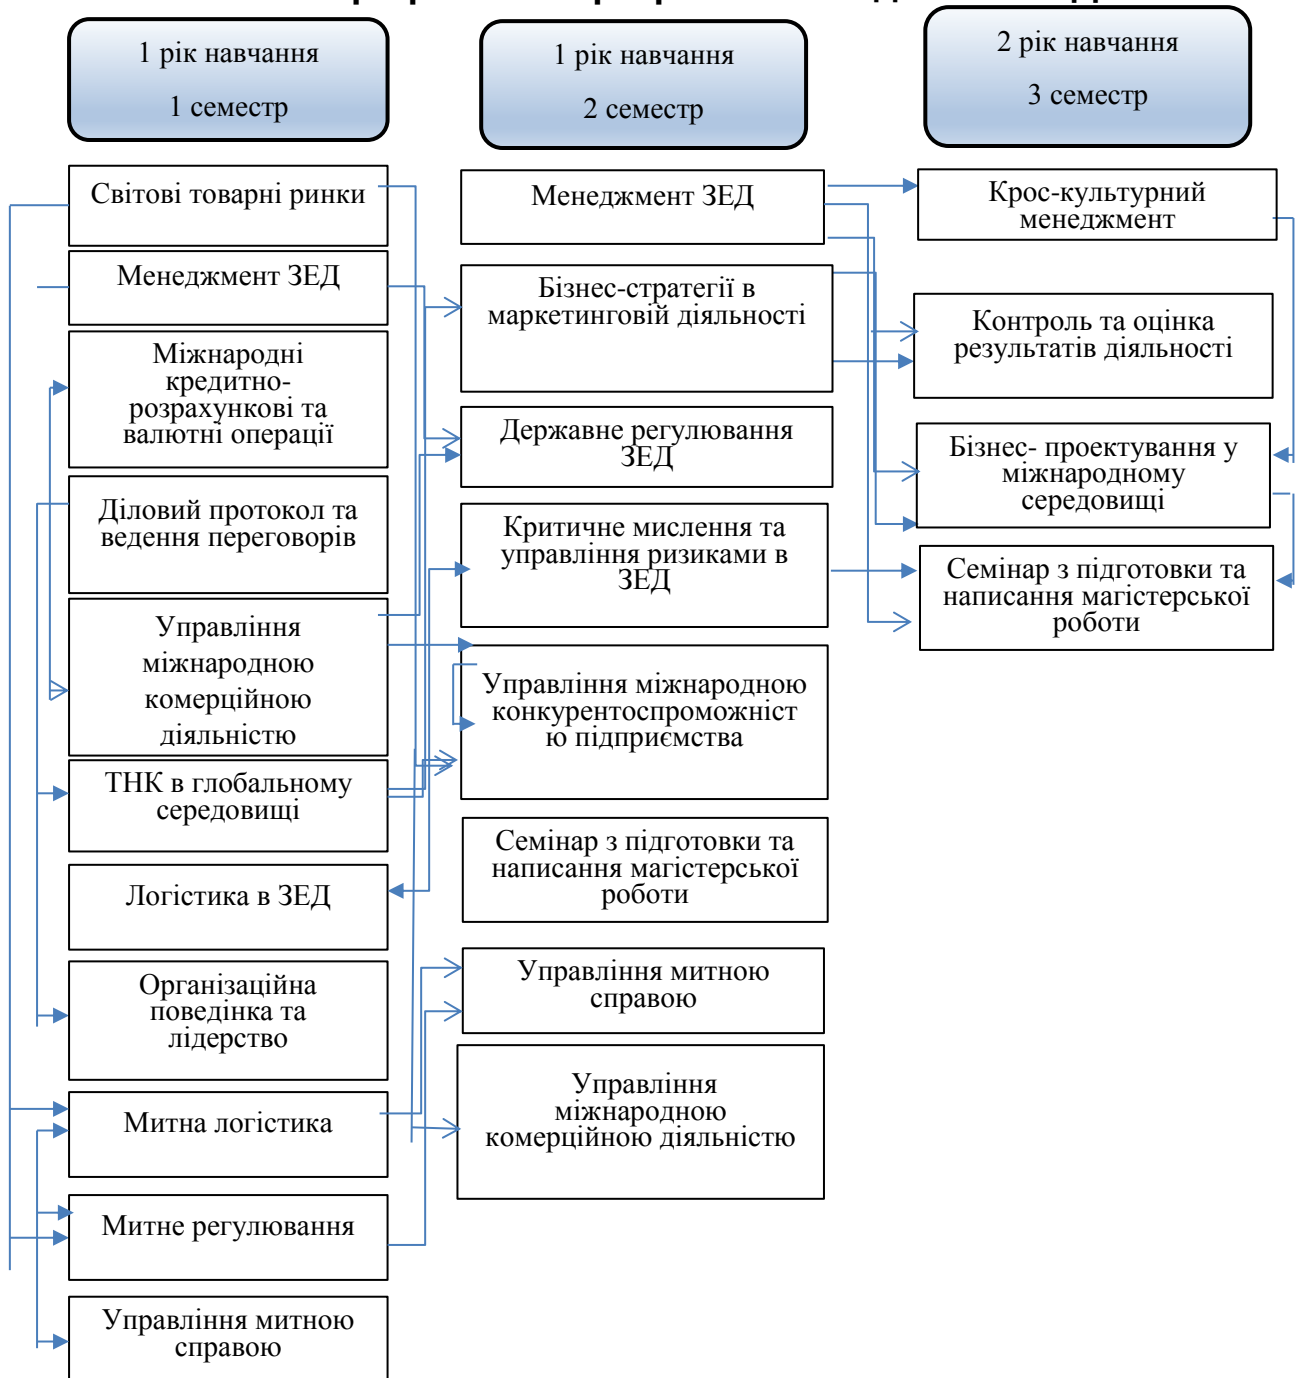 1 рік навчання
1 семестр
1 рік навчання
2 семестр
2 рік навчання
3 семестр
Світові товарні ринки
Менеджмент ЗЕД
Міжнародні
кредитно-
розрахункові та
валютні операції
Діловий протокол та
ведення переговорів
Управління
міжнародною
комерційною
діяльністю
ТНК в глобальному
середовищі
Логістика в ЗЕД
Організаційна
поведінка та
лідерство
Митна логістика
Митне регулювання
Управління митною
справою
Менеджмент ЗЕД
Бізнес-стратегії в
маркетинговій діяльності
Державне регулювання
ЗЕД
Критичне мислення та
управління ризиками в
ЗЕД
Управління міжнародною
конкурентоспроможніст
ю підприємства
Семінар з підготовки та
написання магістерської
роботи
Управління митною
справою
Управління
міжнародною
комерційною діяльністю
Крос-культурний
менеджмент
Контроль та оцінка
результатів діяльності
Бізнес- проектування у
міжнародному
середовищі
Семінар з підготовки та
написання магістерської
роботи